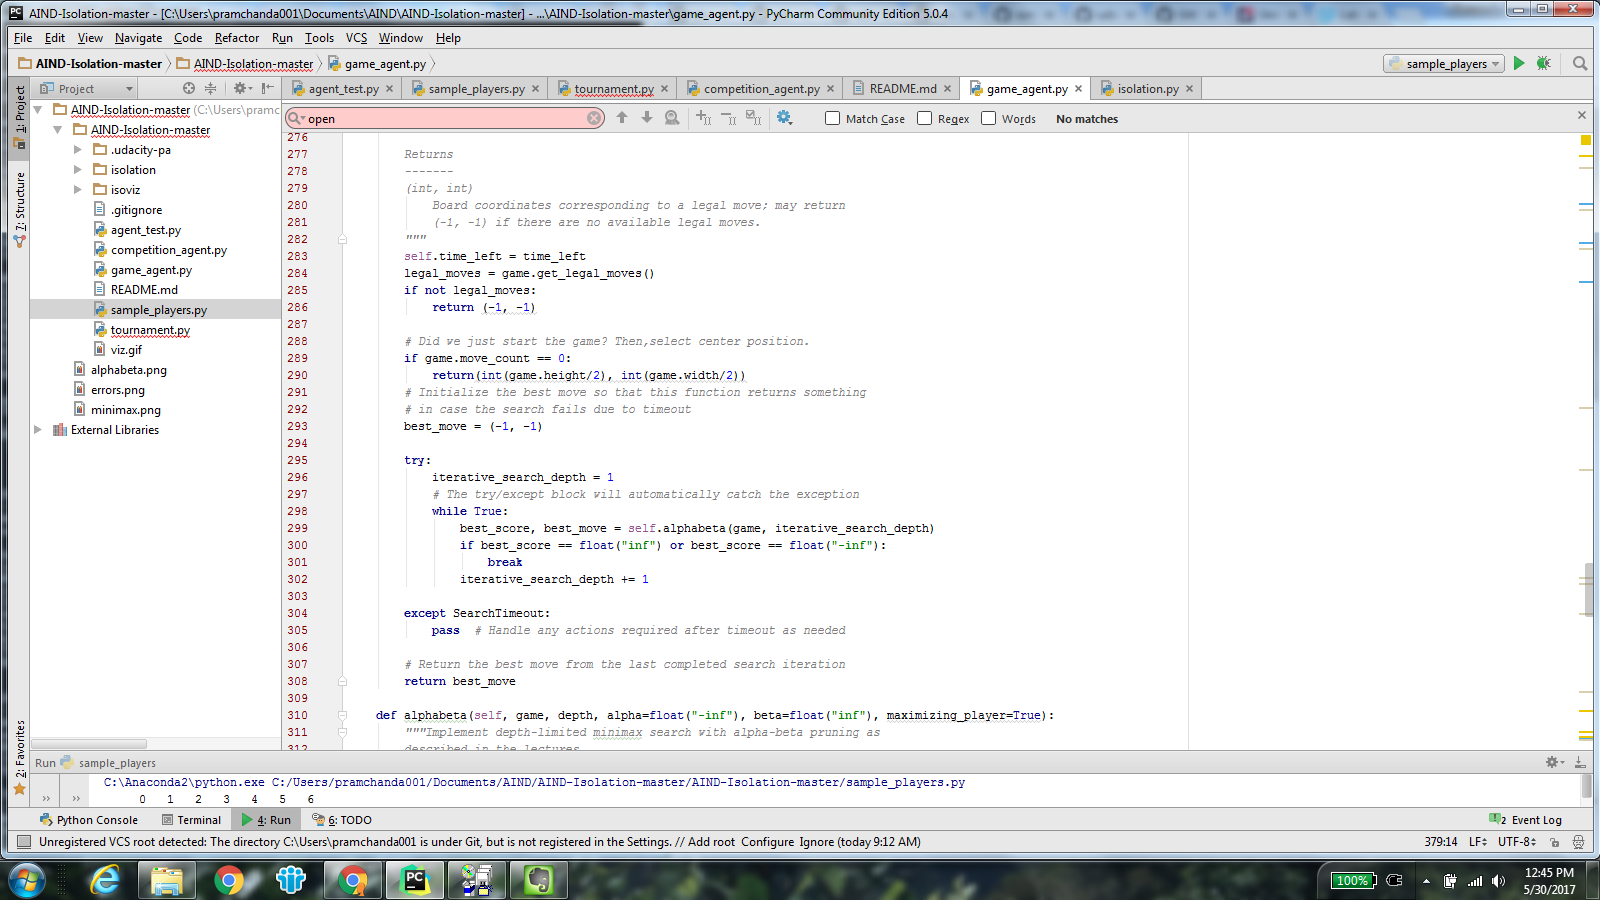 AIND-Isolation-master - [C:\Users\pramchanda001\Documents\AIND\AIND-Isolation-master] - ...\AIND-Isolation-master\game_agent.py - PyCharm Community Edition 5.0.4
File Edit View Navigate Code Refactor Run Tools VCS Window Help
AIND-Isolation-master AIND-Isolation-master game_agent.py sample_players
Project agent_test.py sample_players.py tournament.py competition_agent.py README.md game_agent.py isolation.py
open Match Case Regex Words No matches
1: Project
7: Structure
2: Favorites
AIND-Isolation-master (C:\Users\pramc
AIND-Isolation-master
.udacity-pa
isolation
isoviz
.gitignore
agent_test.py
competition_agent.py
game_agent.py
README.md
sample_players.py
tournament.py
viz.gif
alphabeta.png
errors.png
minimax.png
External Libraries
276
277 Returns
278 -------
279 (int, int)
280 Board coordinates corresponding to a legal move; may return
281 (-1, -1) if there are no available legal moves.
282 """
283 self.time_left = time_left
284 legal_moves = game.get_legal_moves()
285 if not legal_moves:
286 return (-1, -1)
287
288 # Did we just start the game? Then,select center position.
289 if game.move_count == 0:
290 return(int(game.height/2), int(game.width/2))
291 # Initialize the best move so that this function returns something
292 # in case the search fails due to timeout
293 best_move = (-1, -1)
294
295 try:
296 iterative_search_depth = 1
297 # The try/except block will automatically catch the exception
298 while True:
299 best_score, best_move = self.alphabeta(game, iterative_search_depth)
300 if best_score == float("inf") or best_score == float("-inf"):
301 break
302 iterative_search_depth += 1
303
304 except SearchTimeout:
305 pass # Handle any actions required after timeout as needed
306
307 # Return the best move from the last completed search iteration
308 return best_move
309
310 def alphabeta(self, game, depth, alpha=float("-inf"), beta=float("inf"), maximizing_player=True):
311 """Implement depth-limited minimax search with alpha-beta pruning as
312 described in the lectures
Run sample_players
C:\Anaconda2\python.exe C:/Users/pramchanda001/Documents/AIND/AIND-Isolation-master/AIND-Isolation-master/sample_players.py
0 1 2 3 4 5 6
Python Console Terminal 4: Run 6: TODO 2 Event Log
Unregistered VCS root detected: The directory C:\Users\pramchanda001 is under Git, but is not registered in the Settings. // Add root Configure Ignore (today 9:12 AM) 379:14 LF UTF-8
100% 12:45 PM
5/30/2017